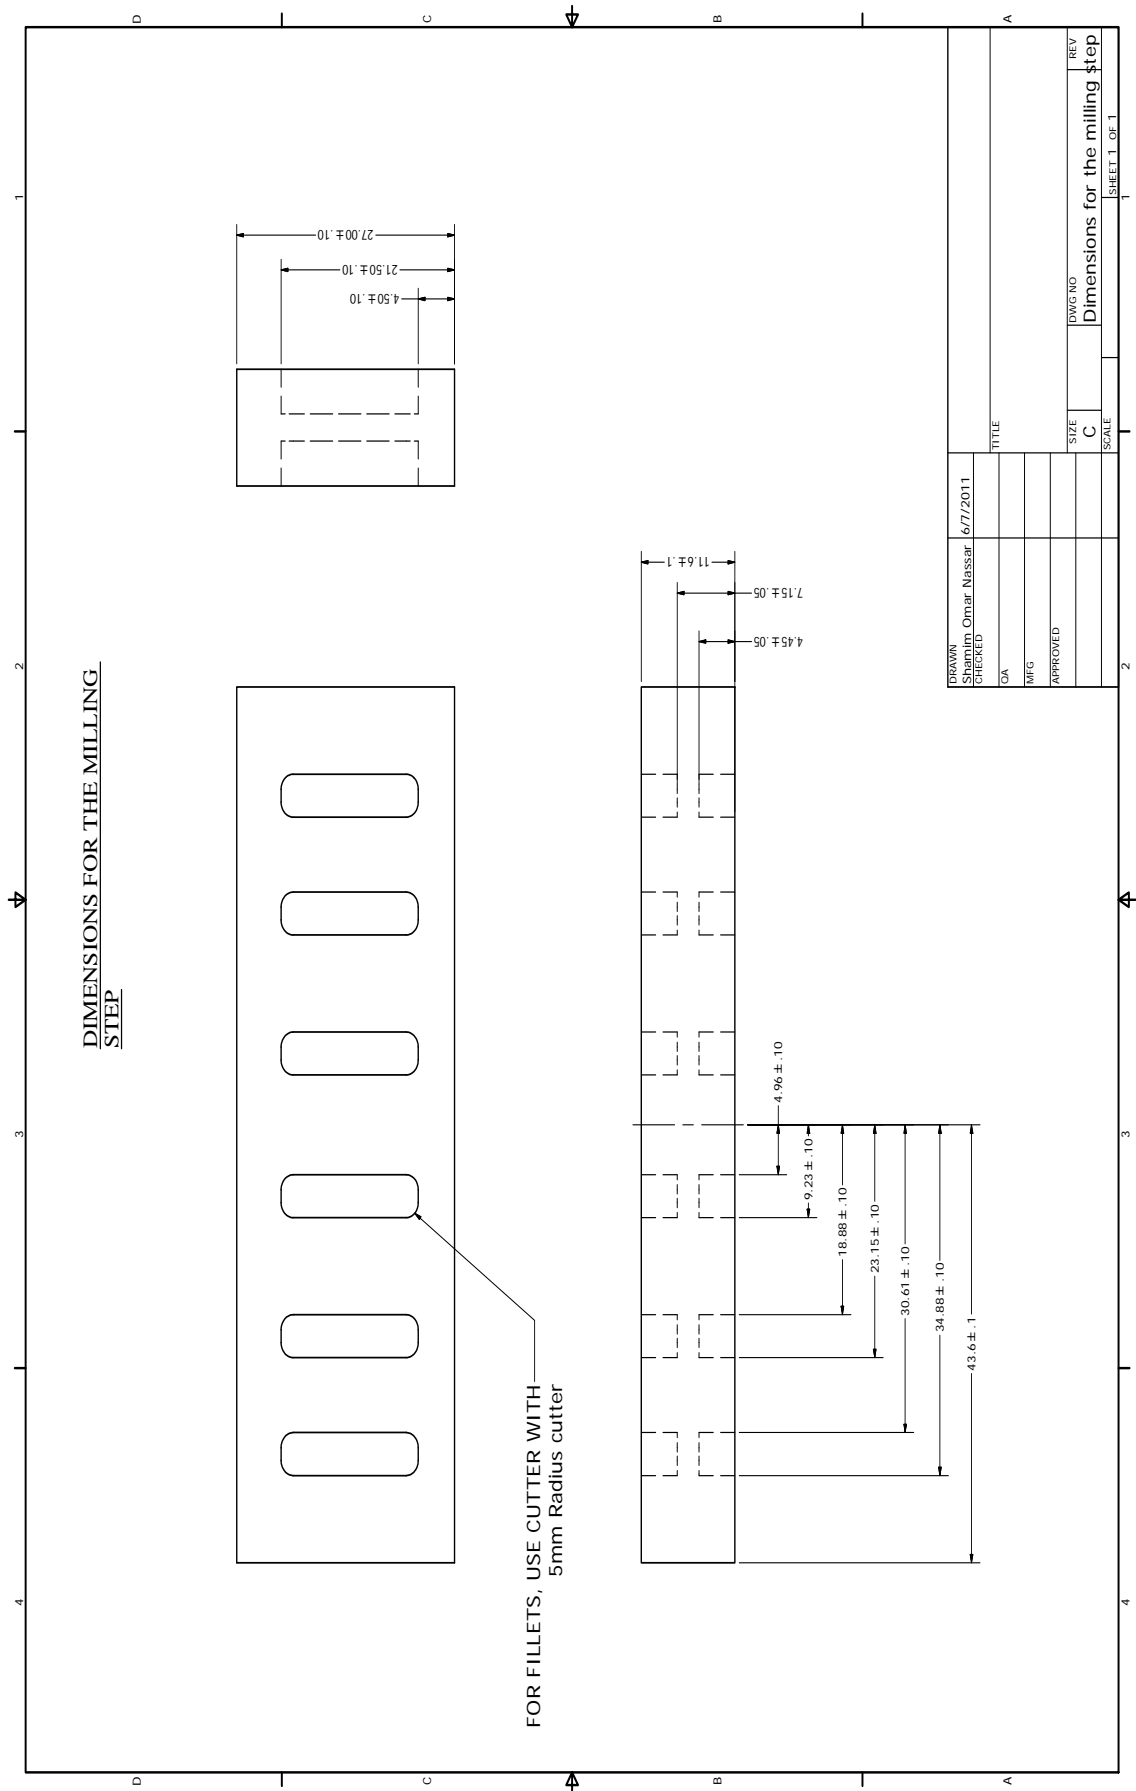 DIMENSIONS FOR THE MILLING
STEP
27.00±.10
21.50±.10
4.50±.10
FOR FILLETS, USE CUTTER WITH
5mm Radius cutter
11.6±.1
7.15±.05
4.45±.05
4.96±.10
9.23±.10
18.88±.10
23.15±.10
30.61±.10
34.88±.10
43.6±.1
DRAWN
Shamim Omar Nassar 6/7/2011
CHECKED
QA
MFG
APPROVED
TITLE
SIZE
C
DWG NO
Dimensions for the milling step
REV
SCALE
SHEET 1 OF 1
4
3
2
1
4
3
2
1
D
C
B
A
D
C
B
A